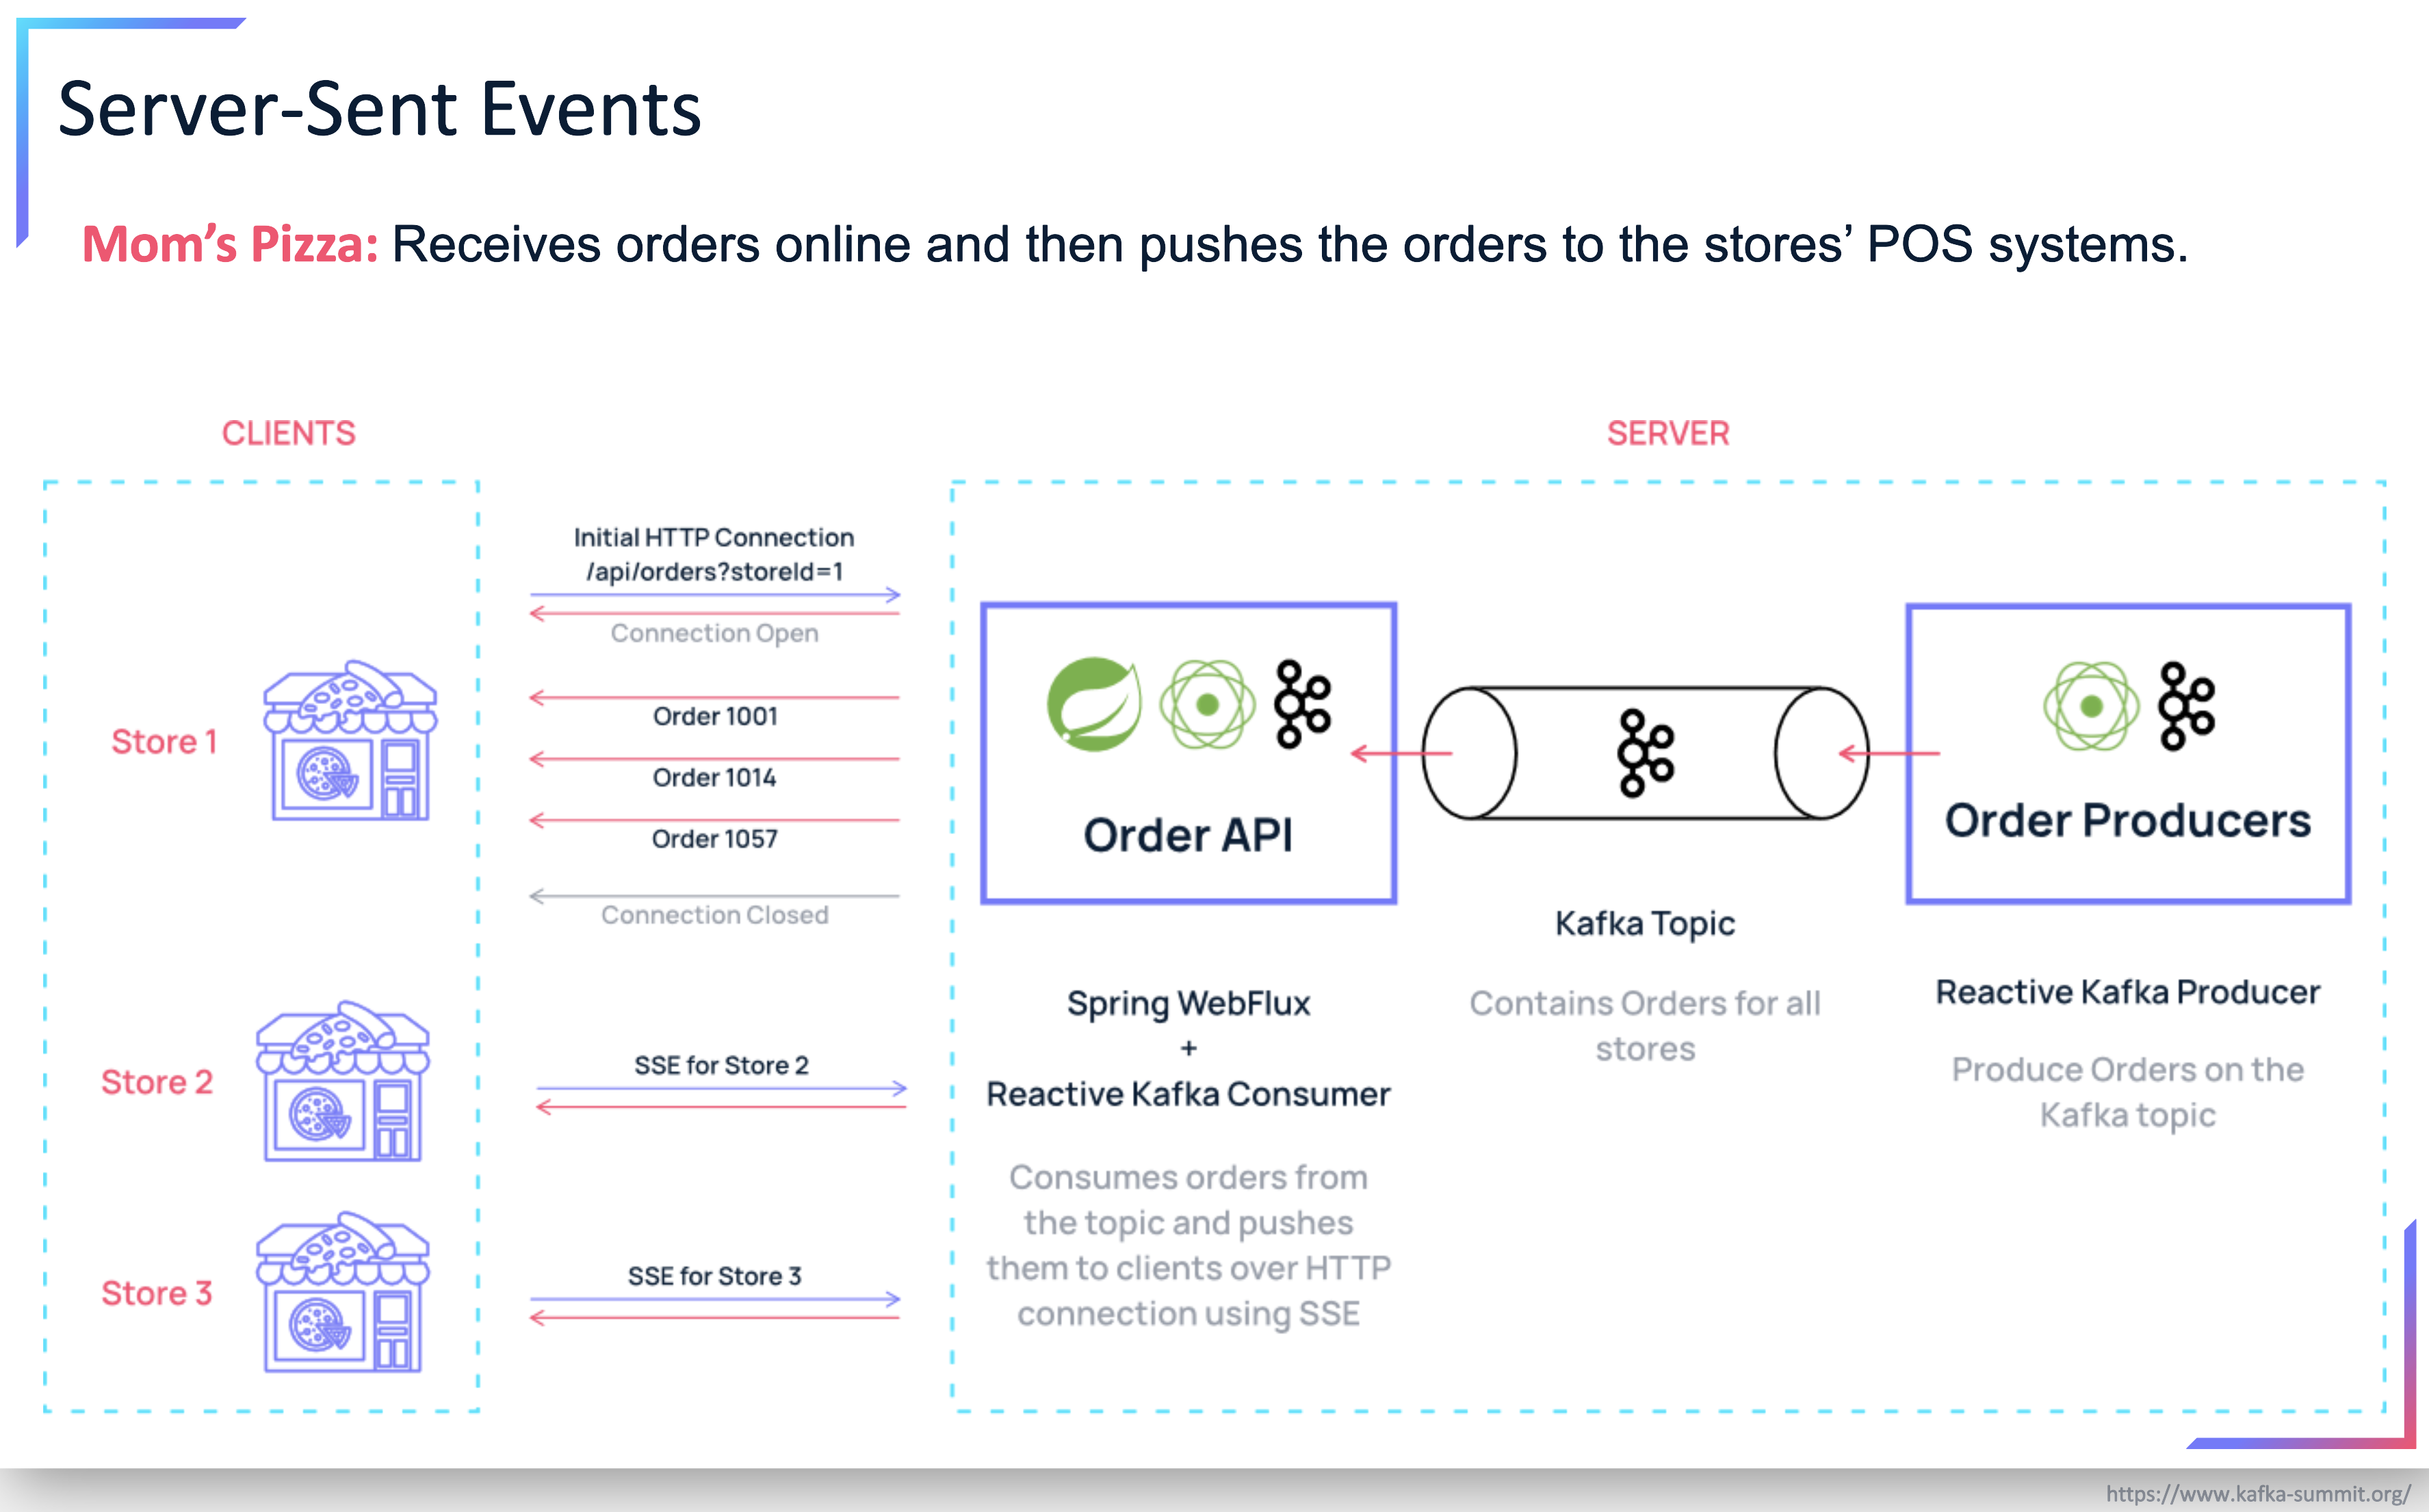 Server-Sent Events
Mom’s Pizza: Receives orders online and then pushes the orders to the stores’ POS systems.
CLIENTS
SERVER
Initial HTTP Connection
/api/orders?storeId=1
Connection Open
Store 1
Order 1001
Order 1014
Order 1057
Connection Closed
Store 2
SSE for Store 2
Store 3
SSE for Store 3
Order API
Spring WebFlux
+
Reactive Kafka Consumer
Consumes orders from
the topic and pushes
them to clients over HTTP
connection using SSE
Kafka Topic
Contains Orders for all
stores
Order Producers
Reactive Kafka Producer
Produce Orders on the
Kafka topic
https://www.kafka-summit.org/